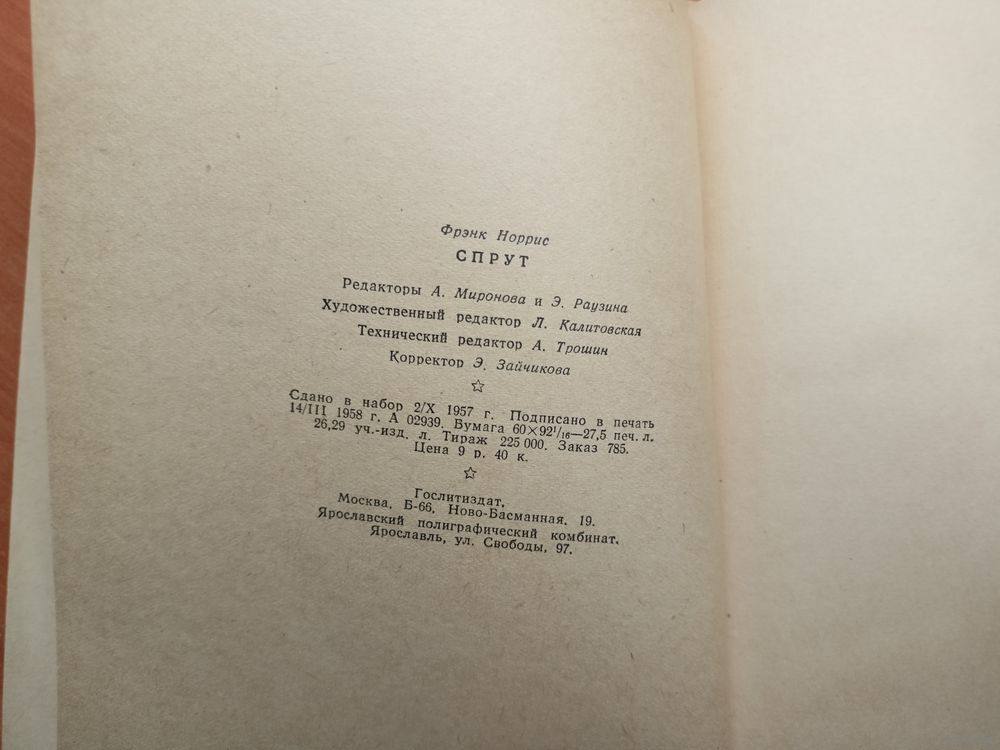 Фрэнк Норрис
СПРУТ
Редакторы А. Миронова и Э. Раузина
Художественный редактор Л. Калитовская
Технический редактор А. Трошин
Корректор Э. Зайчикова
☆
Сдано в набор 2/X 1957 г. Подписано в печать
14/III 1958 г. А 02939. Бумага 60×92¹/₁₆—27,5 печ. л.
26,29 уч.-изд. л. Тираж 225 000. Заказ 785.
Цена 9 р. 40 к.
☆
Гослитиздат,
Москва, Б-66, Ново-Басманная, 19.
Ярославский полиграфический комбинат,
Ярославль, ул. Свободы, 97.